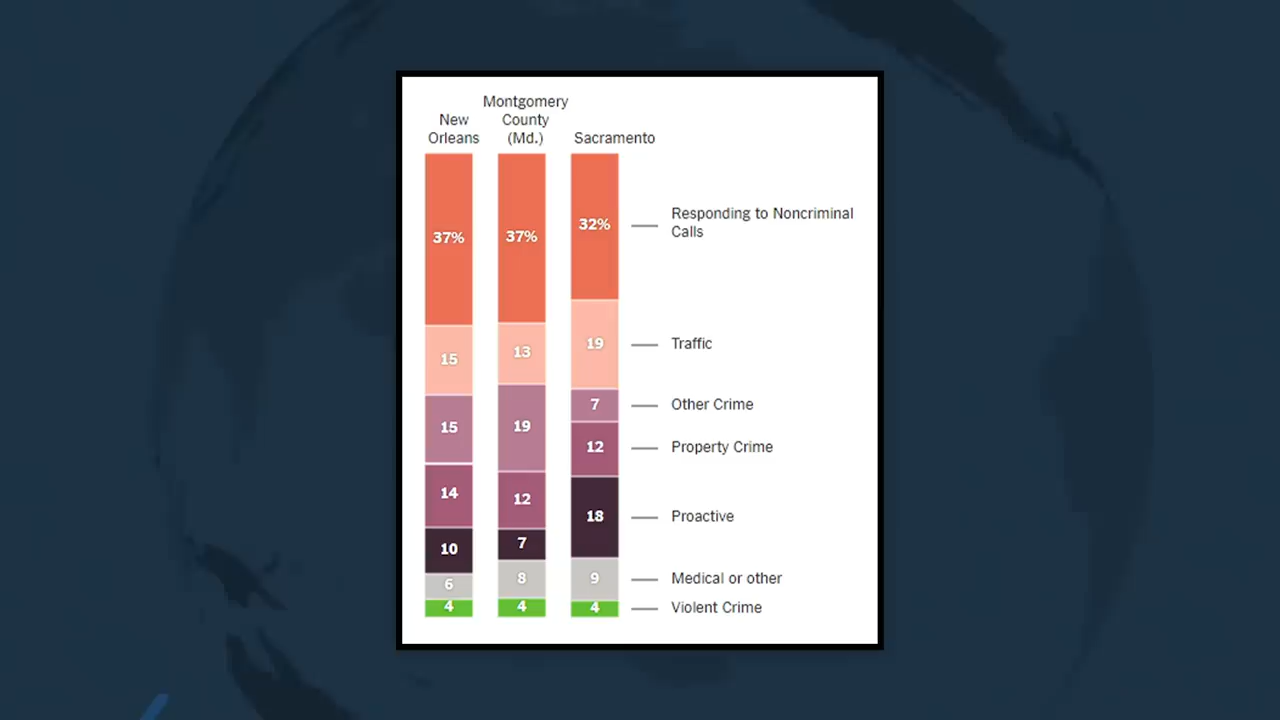 Montgomery
New
County
Orleans
(Md.)
Sacramento
37%
37%
32%
Responding to Noncriminal
Calls
15
13
19
Traffic
15
19
7
Other Crime
14
12
12
Property Crime
10
7
18
Proactive
6
8
9
Medical or other
4
4
4
Violent Crime